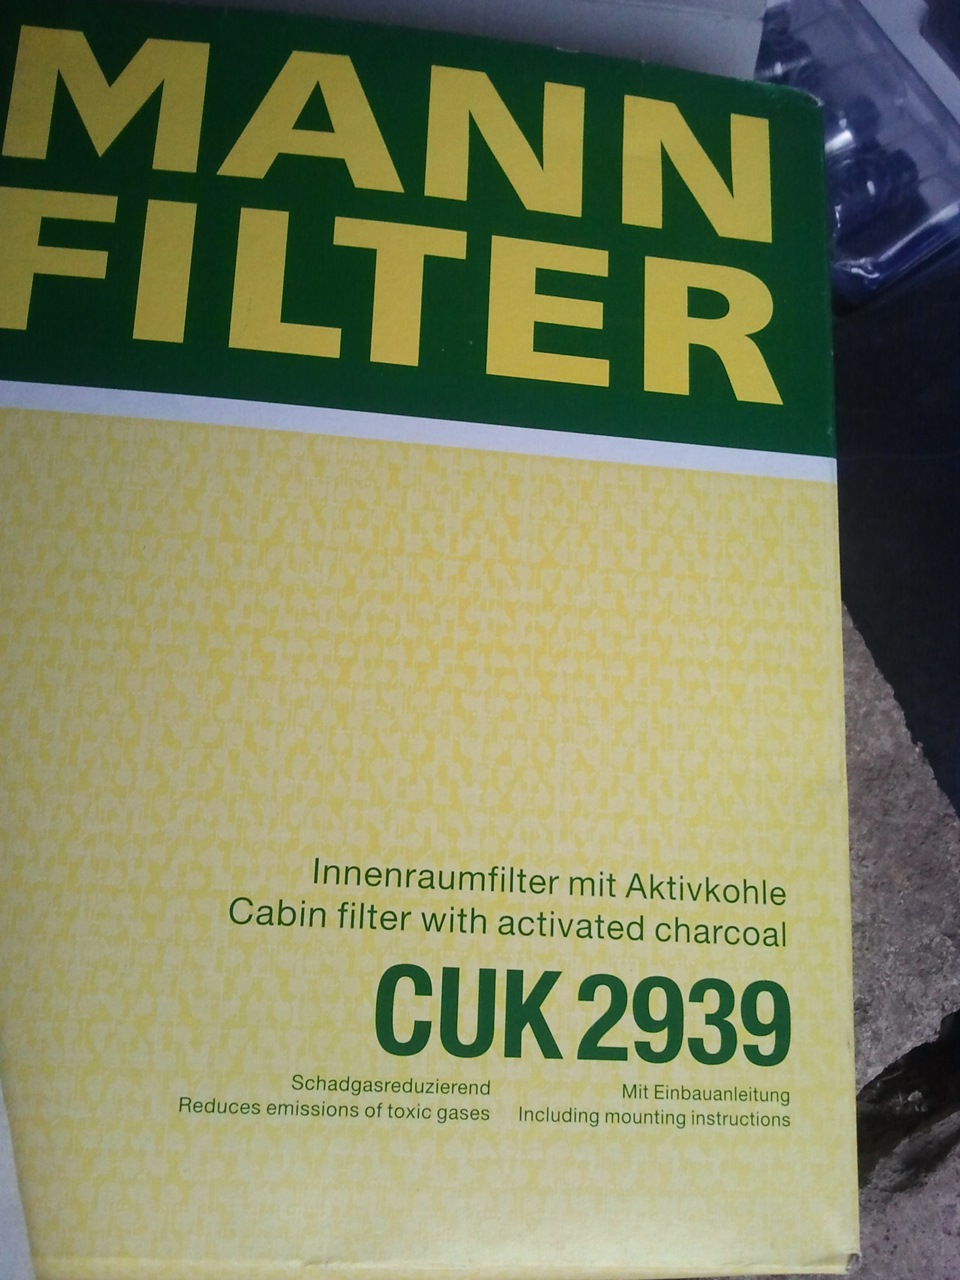 MANN
FILTER
Innenraumfilter mit Aktivkohle
Cabin filter with activated charcoal
CUK 2939
Schadgasreduzierend
Reduces emissions of toxic gases
Mit Einbauanleitung
Including mounting instructions